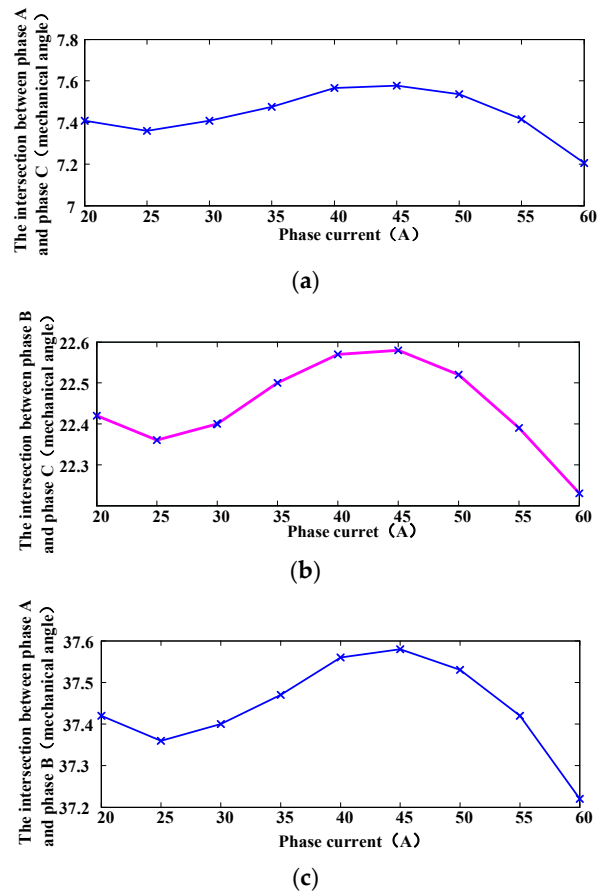 The intersection between phase A
and phase C（mechanical angle）
7.8
7.6
7.4
7.2
7
20 25 30 35 40 45 50 55 60
Phase current（A）
(a)
The intersection between phase B
and phase C（mechanical angle）
22.6
22.5
22.4
22.3
20 25 30 35 40 45 50 55 60
Phase curret（A）
(b)
The intersection between phase A
and phase B（mechanical angle）
37.6
37.5
37.4
37.3
37.2
20 25 30 35 40 45 50 55 60
Phase current（A）
(c)